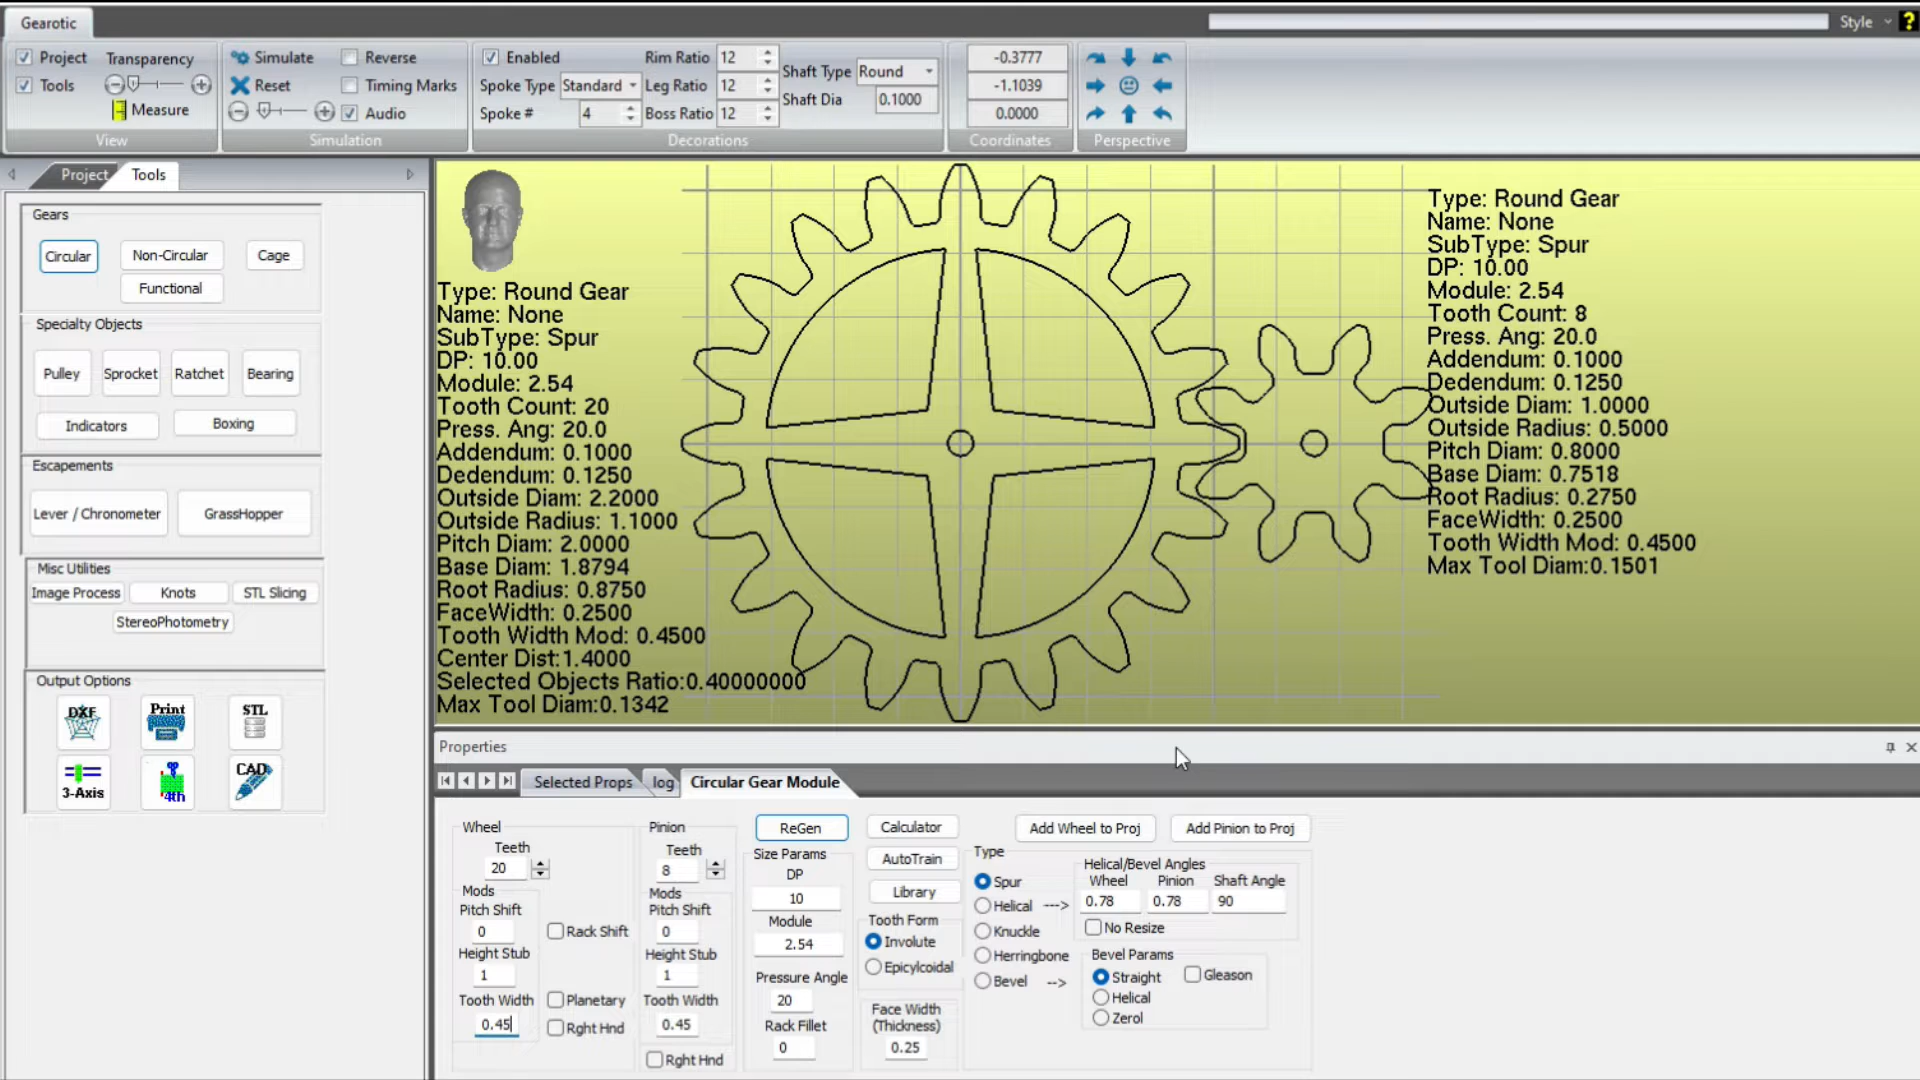 Gearotic
Style
?
Project
Transparency
Tools
Measure
View
Simulate
Reverse
Reset
Timing Marks
Audio
Simulation
Enabled
Rim Ratio 12
Spoke Type Standard
Leg Ratio 12
Spoke # 4
Boss Ratio 12
Shaft Type Round
Shaft Dia 0.1000
Decorations
-0.3777
-1.1039
0.0000
Coordinates
Perspective
Project
Tools
Gears
Circular
Non-Circular
Cage
Functional
Specialty Objects
Pulley
Sprocket
Ratchet
Bearing
Indicators
Boxing
Escapements
Lever / Chronometer
GrassHopper
Misc Utilities
Image Process
Knots
STL Slicing
StereoPhotometry
Output Options
DXF
Print
STL
3-Axis
4th
CAD
Type: Round Gear
Name: None
SubType: Spur
DP: 10.00
Module: 2.54
Tooth Count: 20
Press. Ang: 20.0
Addendum: 0.1000
Dedendum: 0.1250
Outside Diam: 2.2000
Outside Radius: 1.1000
Pitch Diam: 2.0000
Base Diam: 1.8794
Root Radius: 0.8750
FaceWidth: 0.2500
Tooth Width Mod: 0.4500
Center Dist:1.4000
Selected Objects Ratio:0.40000000
Max Tool Diam:0.1342
Type: Round Gear
Name: None
SubType: Spur
DP: 10.00
Module: 2.54
Tooth Count: 8
Press. Ang: 20.0
Addendum: 0.1000
Dedendum: 0.1250
Outside Diam: 1.0000
Outside Radius: 0.5000
Pitch Diam: 0.8000
Base Diam: 0.7518
Root Radius: 0.2750
FaceWidth: 0.2500
Tooth Width Mod: 0.4500
Max Tool Diam:0.1501
Properties
Selected Props
log
Circular Gear Module
Wheel
Teeth
20
Mods
Pitch Shift
0
Rack Shift
Height Stub
1
Tooth Width
0.45
Planetary
Rght Hnd
Pinion
Teeth
8
Mods
Pitch Shift
0
Height Stub
1
Tooth Width
0.45
Rght Hnd
ReGen
Size Params
DP
10
Module
2.54
Pressure Angle
20
Rack Fillet
0
Calculator
AutoTrain
Library
Tooth Form
Involute
Epicylcoidal
Face Width
(Thickness)
0.25
Add Wheel to Proj
Add Pinion to Proj
Type
Spur
Helical --->
Knuckle
Herringbone
Bevel -->
Helical/Bevel Angles
Wheel Pinion Shaft Angle
0.78 0.78 90
No Resize
Bevel Params
Straight
Gleason
Helical
Zerol